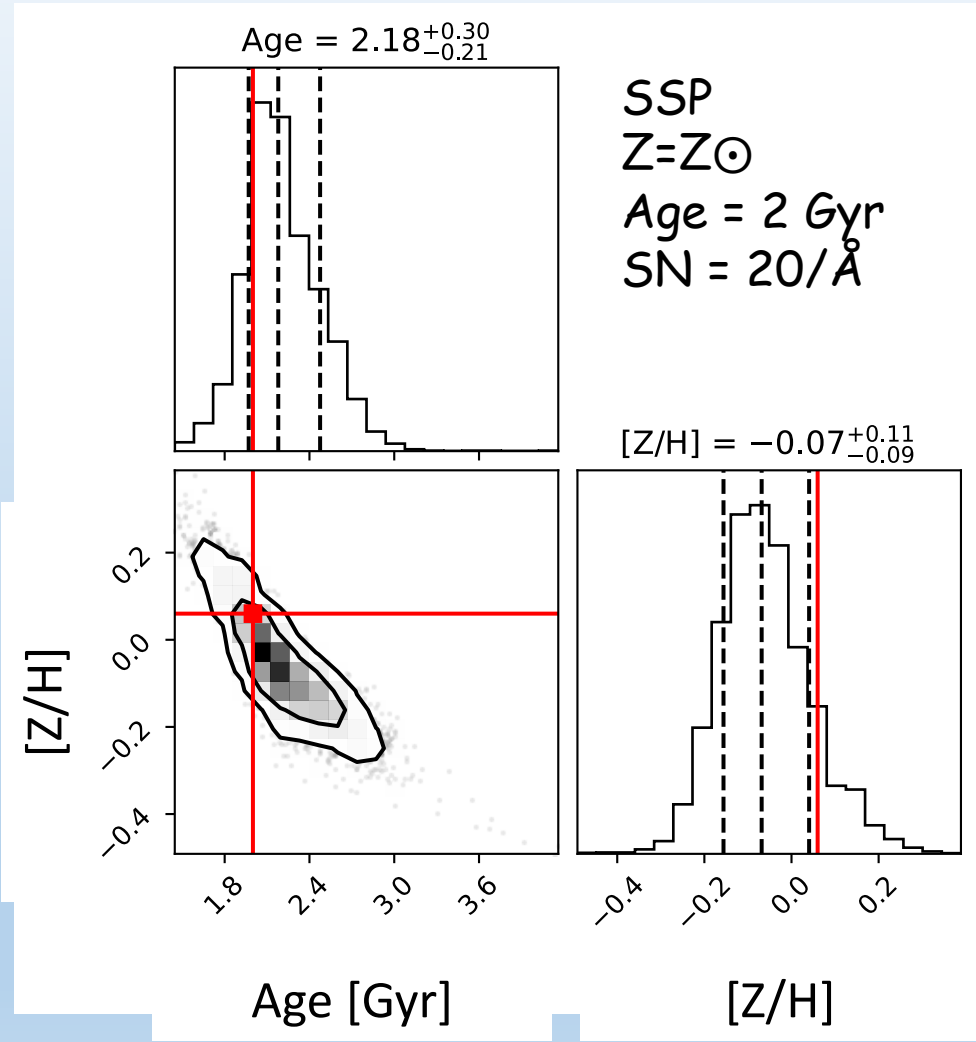 Age = 2.18+0.30−0.21
SSP
Z=Z⊙
Age = 2 Gyr
SN = 20/Å
[Z/H] = −0.07+0.11−0.09
0.2
0.0
−0.2
−0.4
[Z/H]
1.8
2.4
3.0
3.6
−0.4
−0.2
0.0
0.2
Age [Gyr]
[Z/H]